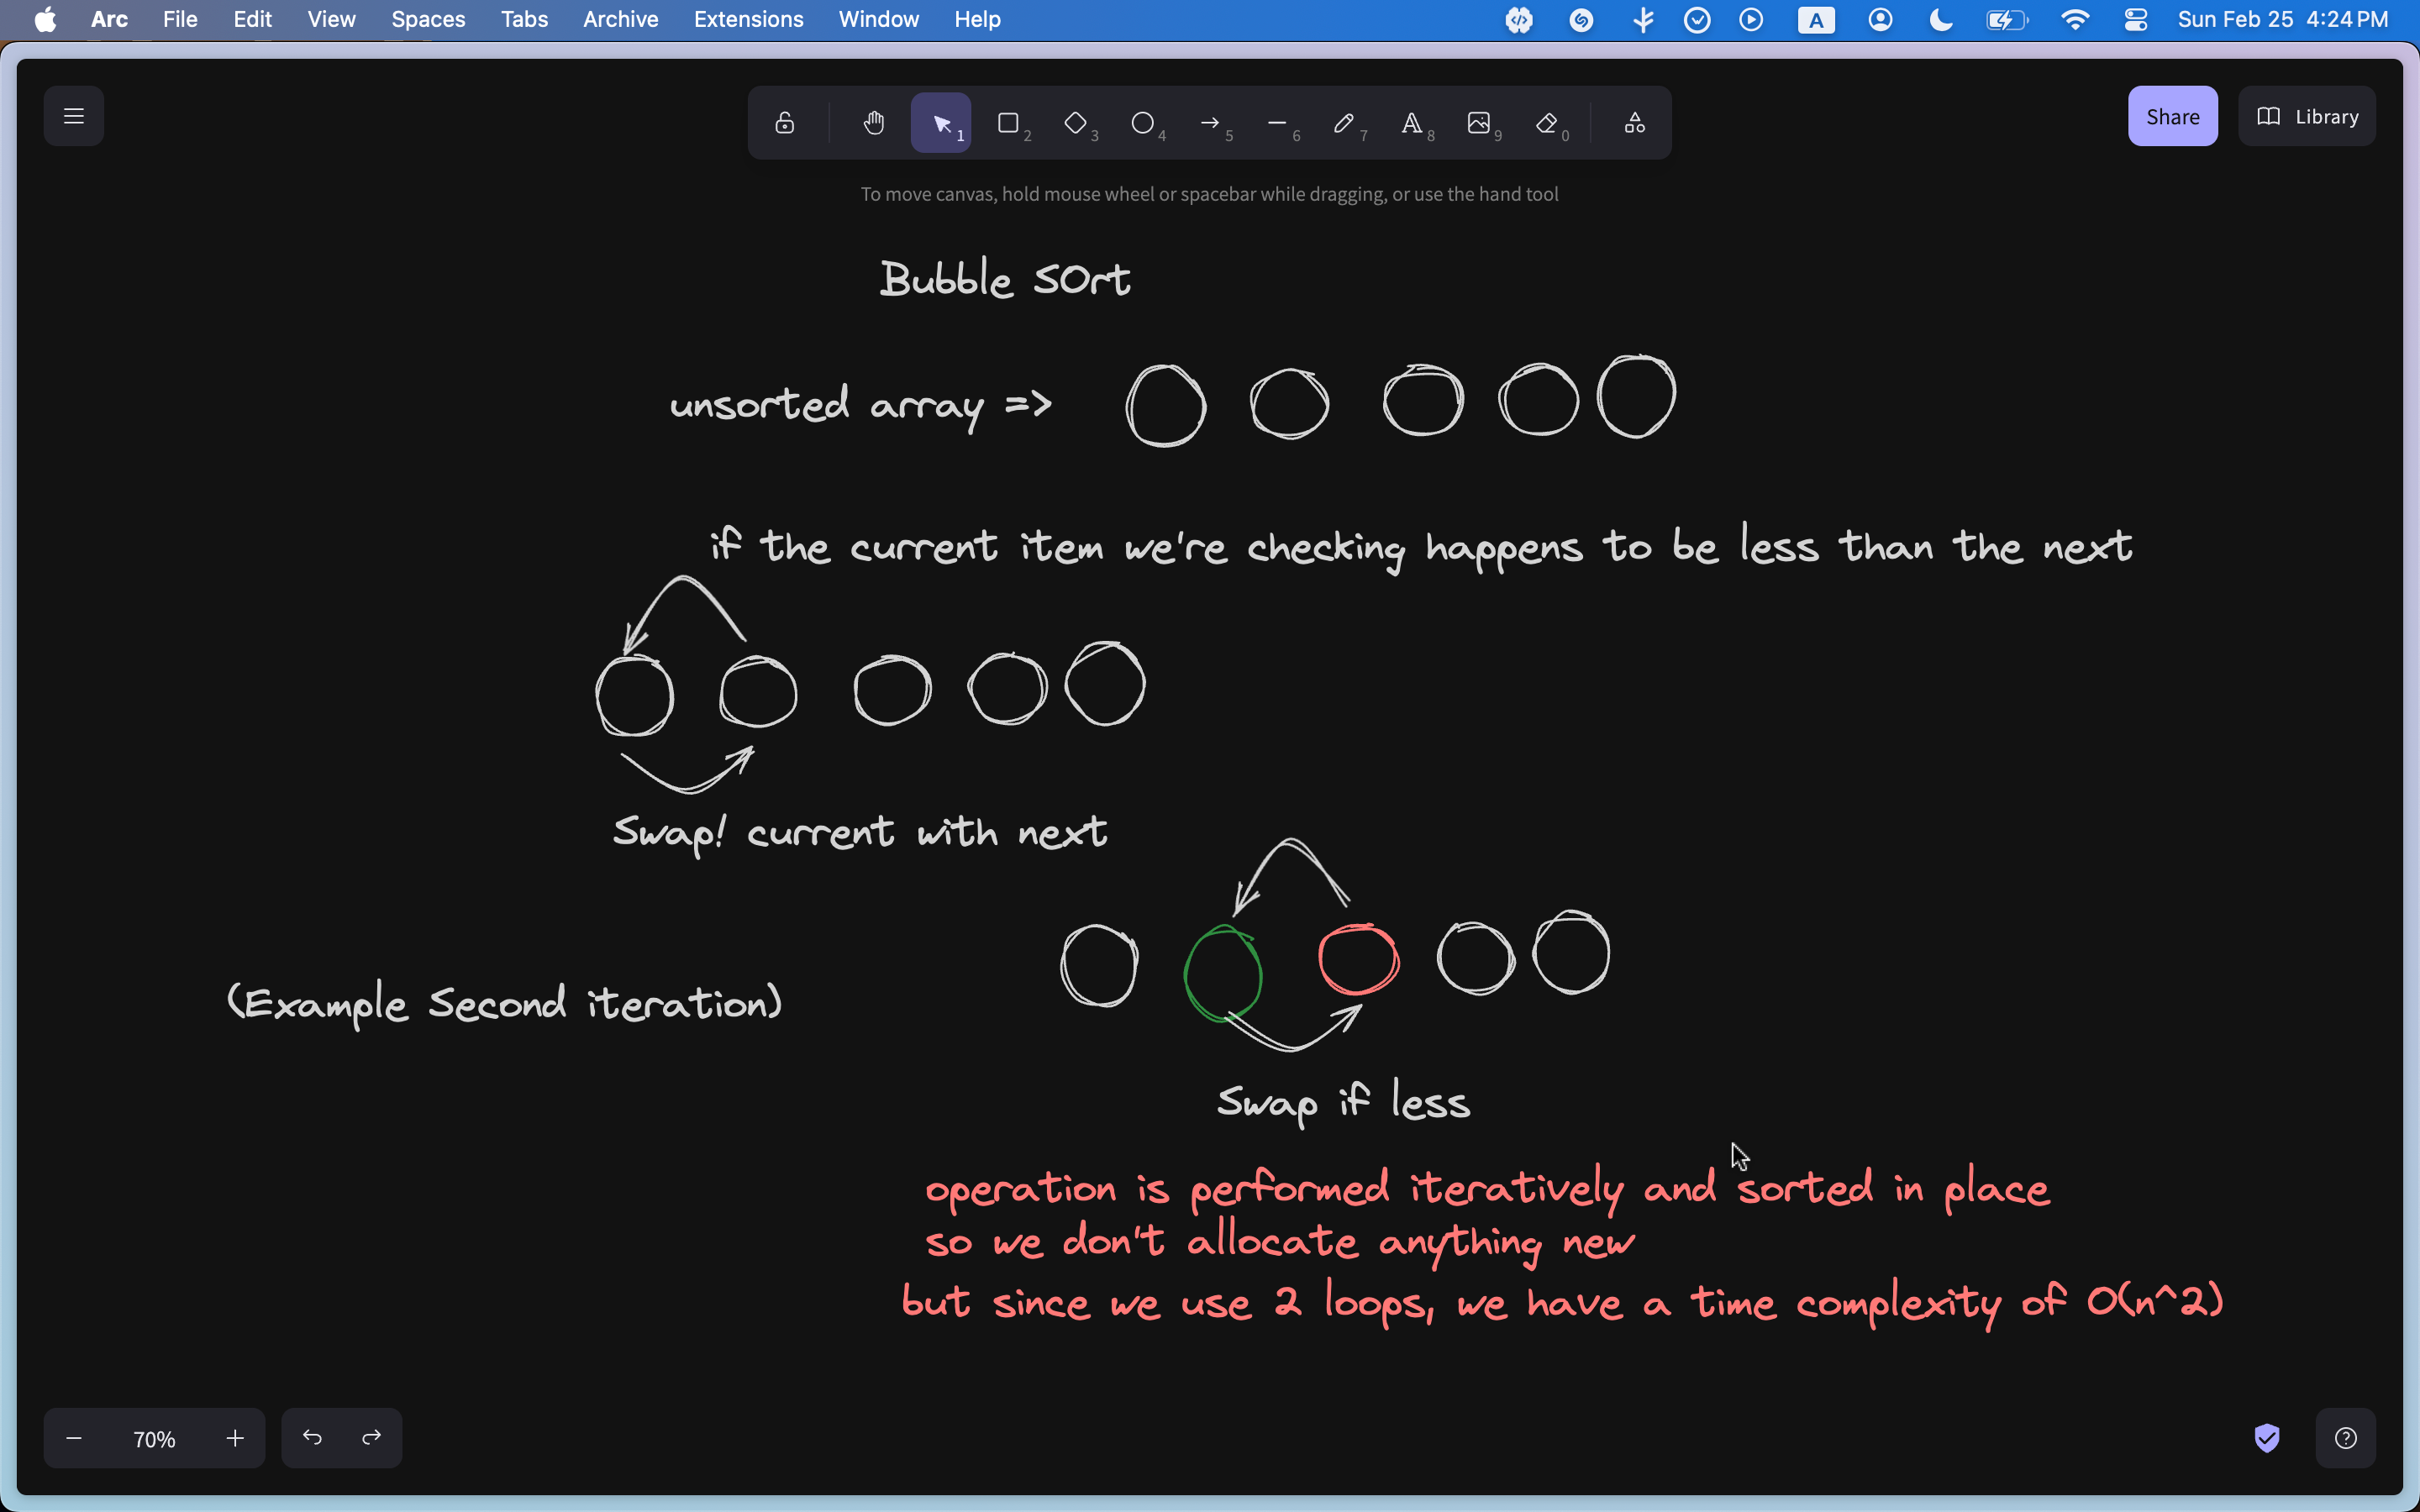 Arc File Edit View Spaces Tabs Archive Extensions Window Help A Sun Feb 25 4:24 PM
1 2 3 4 5 6 7 8 9 0 Share Library
To move canvas, hold mouse wheel or spacebar while dragging, or use the hand tool
Bubble SOrt
unsorted array =>
if the current item we're checking happens to be less than the next
Swap! current with next
(Example Second iteration)
Swap if less
operation is performed iteratively and sorted in place
so we don't allocate anything new
but since we use 2 loops, we have a time complexity of O(n^2)
70%